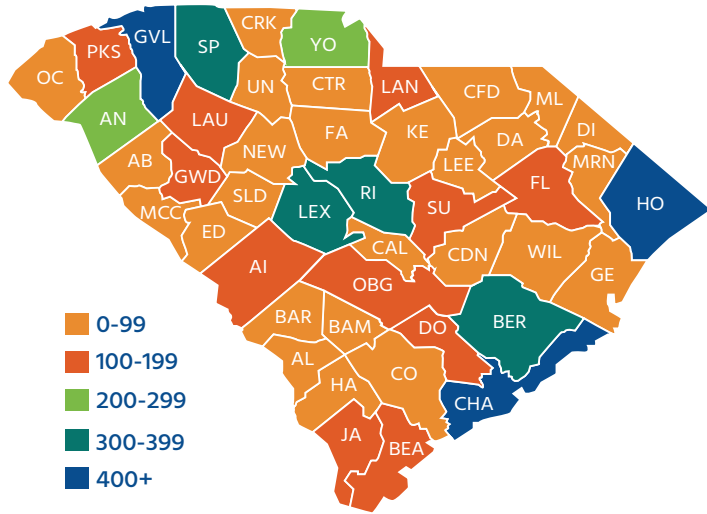 CRK
GVL
YO
SP
PKS
OC
UN
CTR
LAN
CFD
ML
AN
LAU
FA
KE
DI
DA
NEW
AB
LEE
MRN
GWD
FL
SLD
RI
HO
MCC
LEX
SU
ED
CAL
CDN
WIL
AI
GE
OBG
BAR
BAM
DO
BER
AL
CO
HA
CHA
JA
BEA
0-99
100-199
200-299
300-399
400+